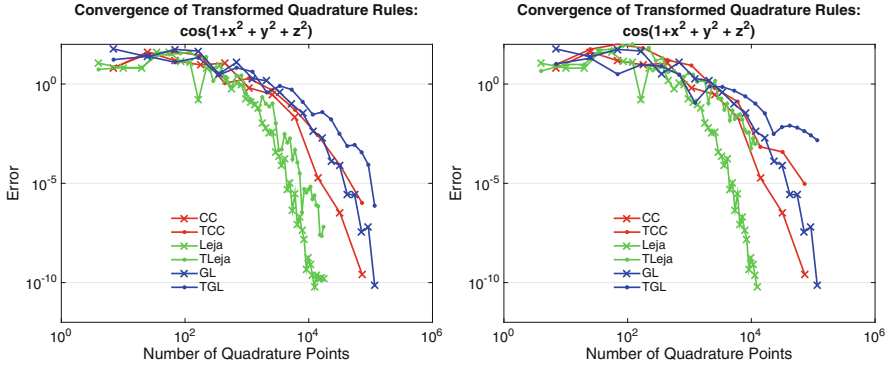 Convergence of Transformed Quadrature Rules:
cos(1+x² + y² + z²)
10⁰
10⁻⁵
10⁻¹⁰
Error
CC
TCC
Leja
TLeja
GL
TGL
10⁰
10²
10⁴
10⁶
Number of Quadrature Points
Convergence of Transformed Quadrature Rules:
cos(1+x² + y² + z²)
10⁰
10⁻⁵
10⁻¹⁰
Error
CC
TCC
Leja
TLeja
GL
TGL
10⁰
10²
10⁴
10⁶
Number of Quadrature Points